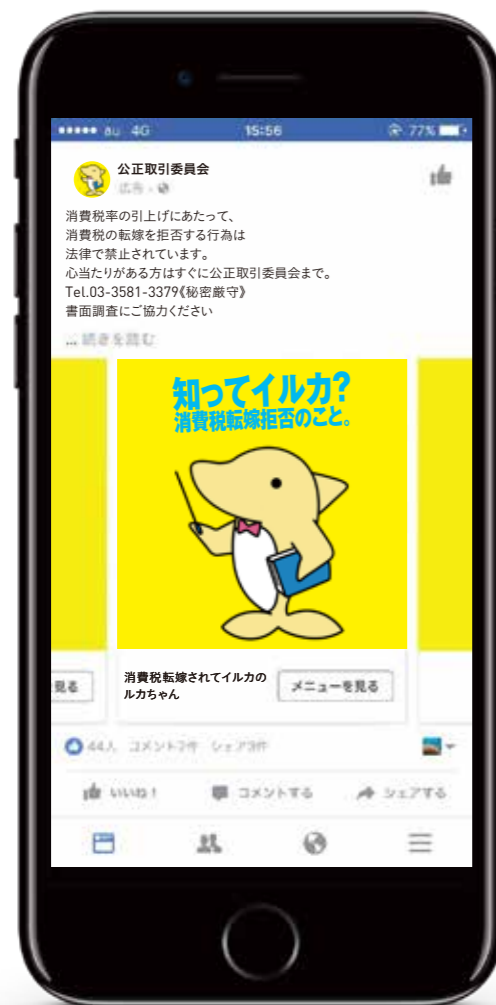 au 4G 15:56 77%
公正取引委員会
広告・
消費税率の引上げにあたって、
消費税の転嫁を拒否する行為は
法律で禁止されています。
心当たりがある方はすぐに公正取引委員会まで。
Tel.03-3581-3379《秘密厳守》
書面調査にご協力ください
... 続きを読む
知ってイルカ?
消費税転嫁拒否のこと。
見る
消費税転嫁されてイルカの
ルカちゃん
メニューを見る
44人 コメント2件 シェア3件
いいね! コメントする シェアする